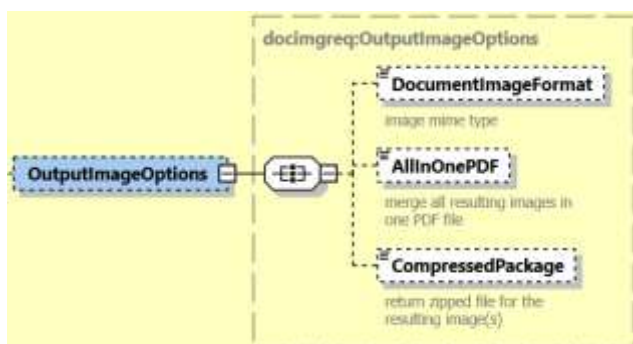 docimgreq:OutputImageOptions
DocumentImageFormat
image mime type
OutputImageOptions
AllInOnePDF
merge all resulting images in
one PDF file
CompressedPackage
return zipped file for the
resulting image(s)